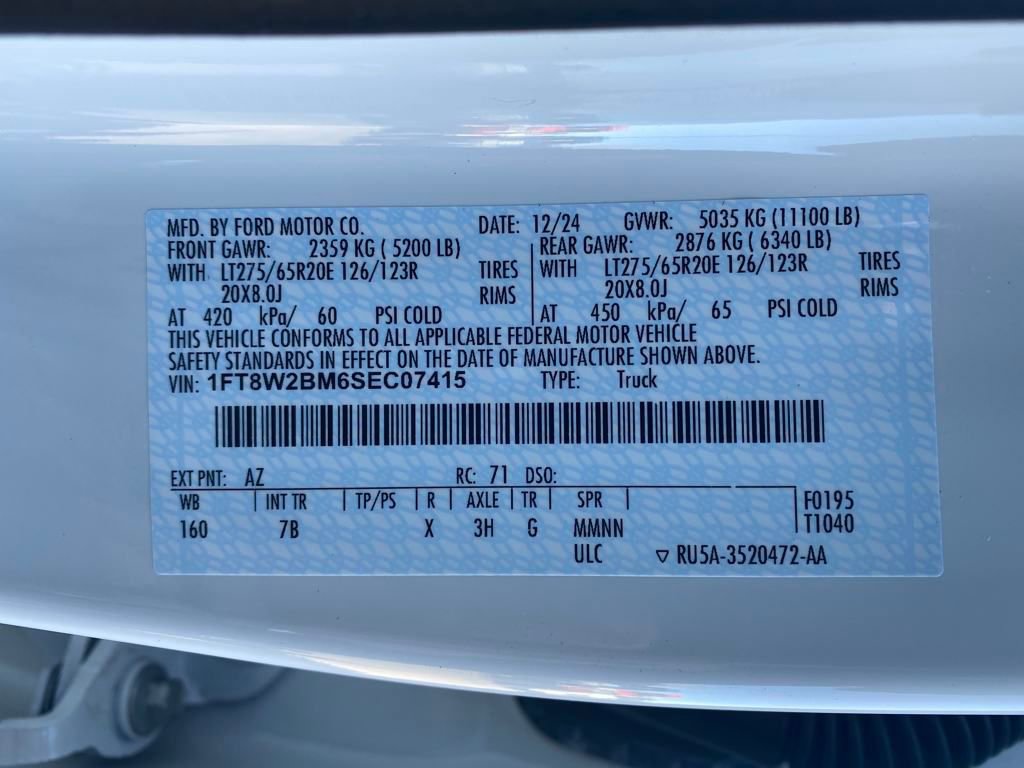 MFD. BY FORD MOTOR CO. DATE: 12/24 GVWR: 5035 KG (11100 LB)
FRONT GAWR: 2359 KG ( 5200 LB) REAR GAWR: 2876 KG ( 6340 LB)
WITH LT275/65R20E 126/123R TIRES WITH LT275/65R20E 126/123R TIRES
20X8.0J RIMS 20X8.0J RIMS
AT 420 kPa/ 60 PSI COLD AT 450 kPa/ 65 PSI COLD
THIS VEHICLE CONFORMS TO ALL APPLICABLE FEDERAL MOTOR VEHICLE
SAFETY STANDARDS IN EFFECT ON THE DATE OF MANUFACTURE SHOWN ABOVE.
VIN: 1FT8W2BM6SEC07415 TYPE: Truck
EXT PNT: AZ RC: 71 DSO:
WB INT TR TP/PS R AXLE TR SPR F0195
160 7B X 3H G MMNN T1040
ULC ▽ RU5A-3520472-AA